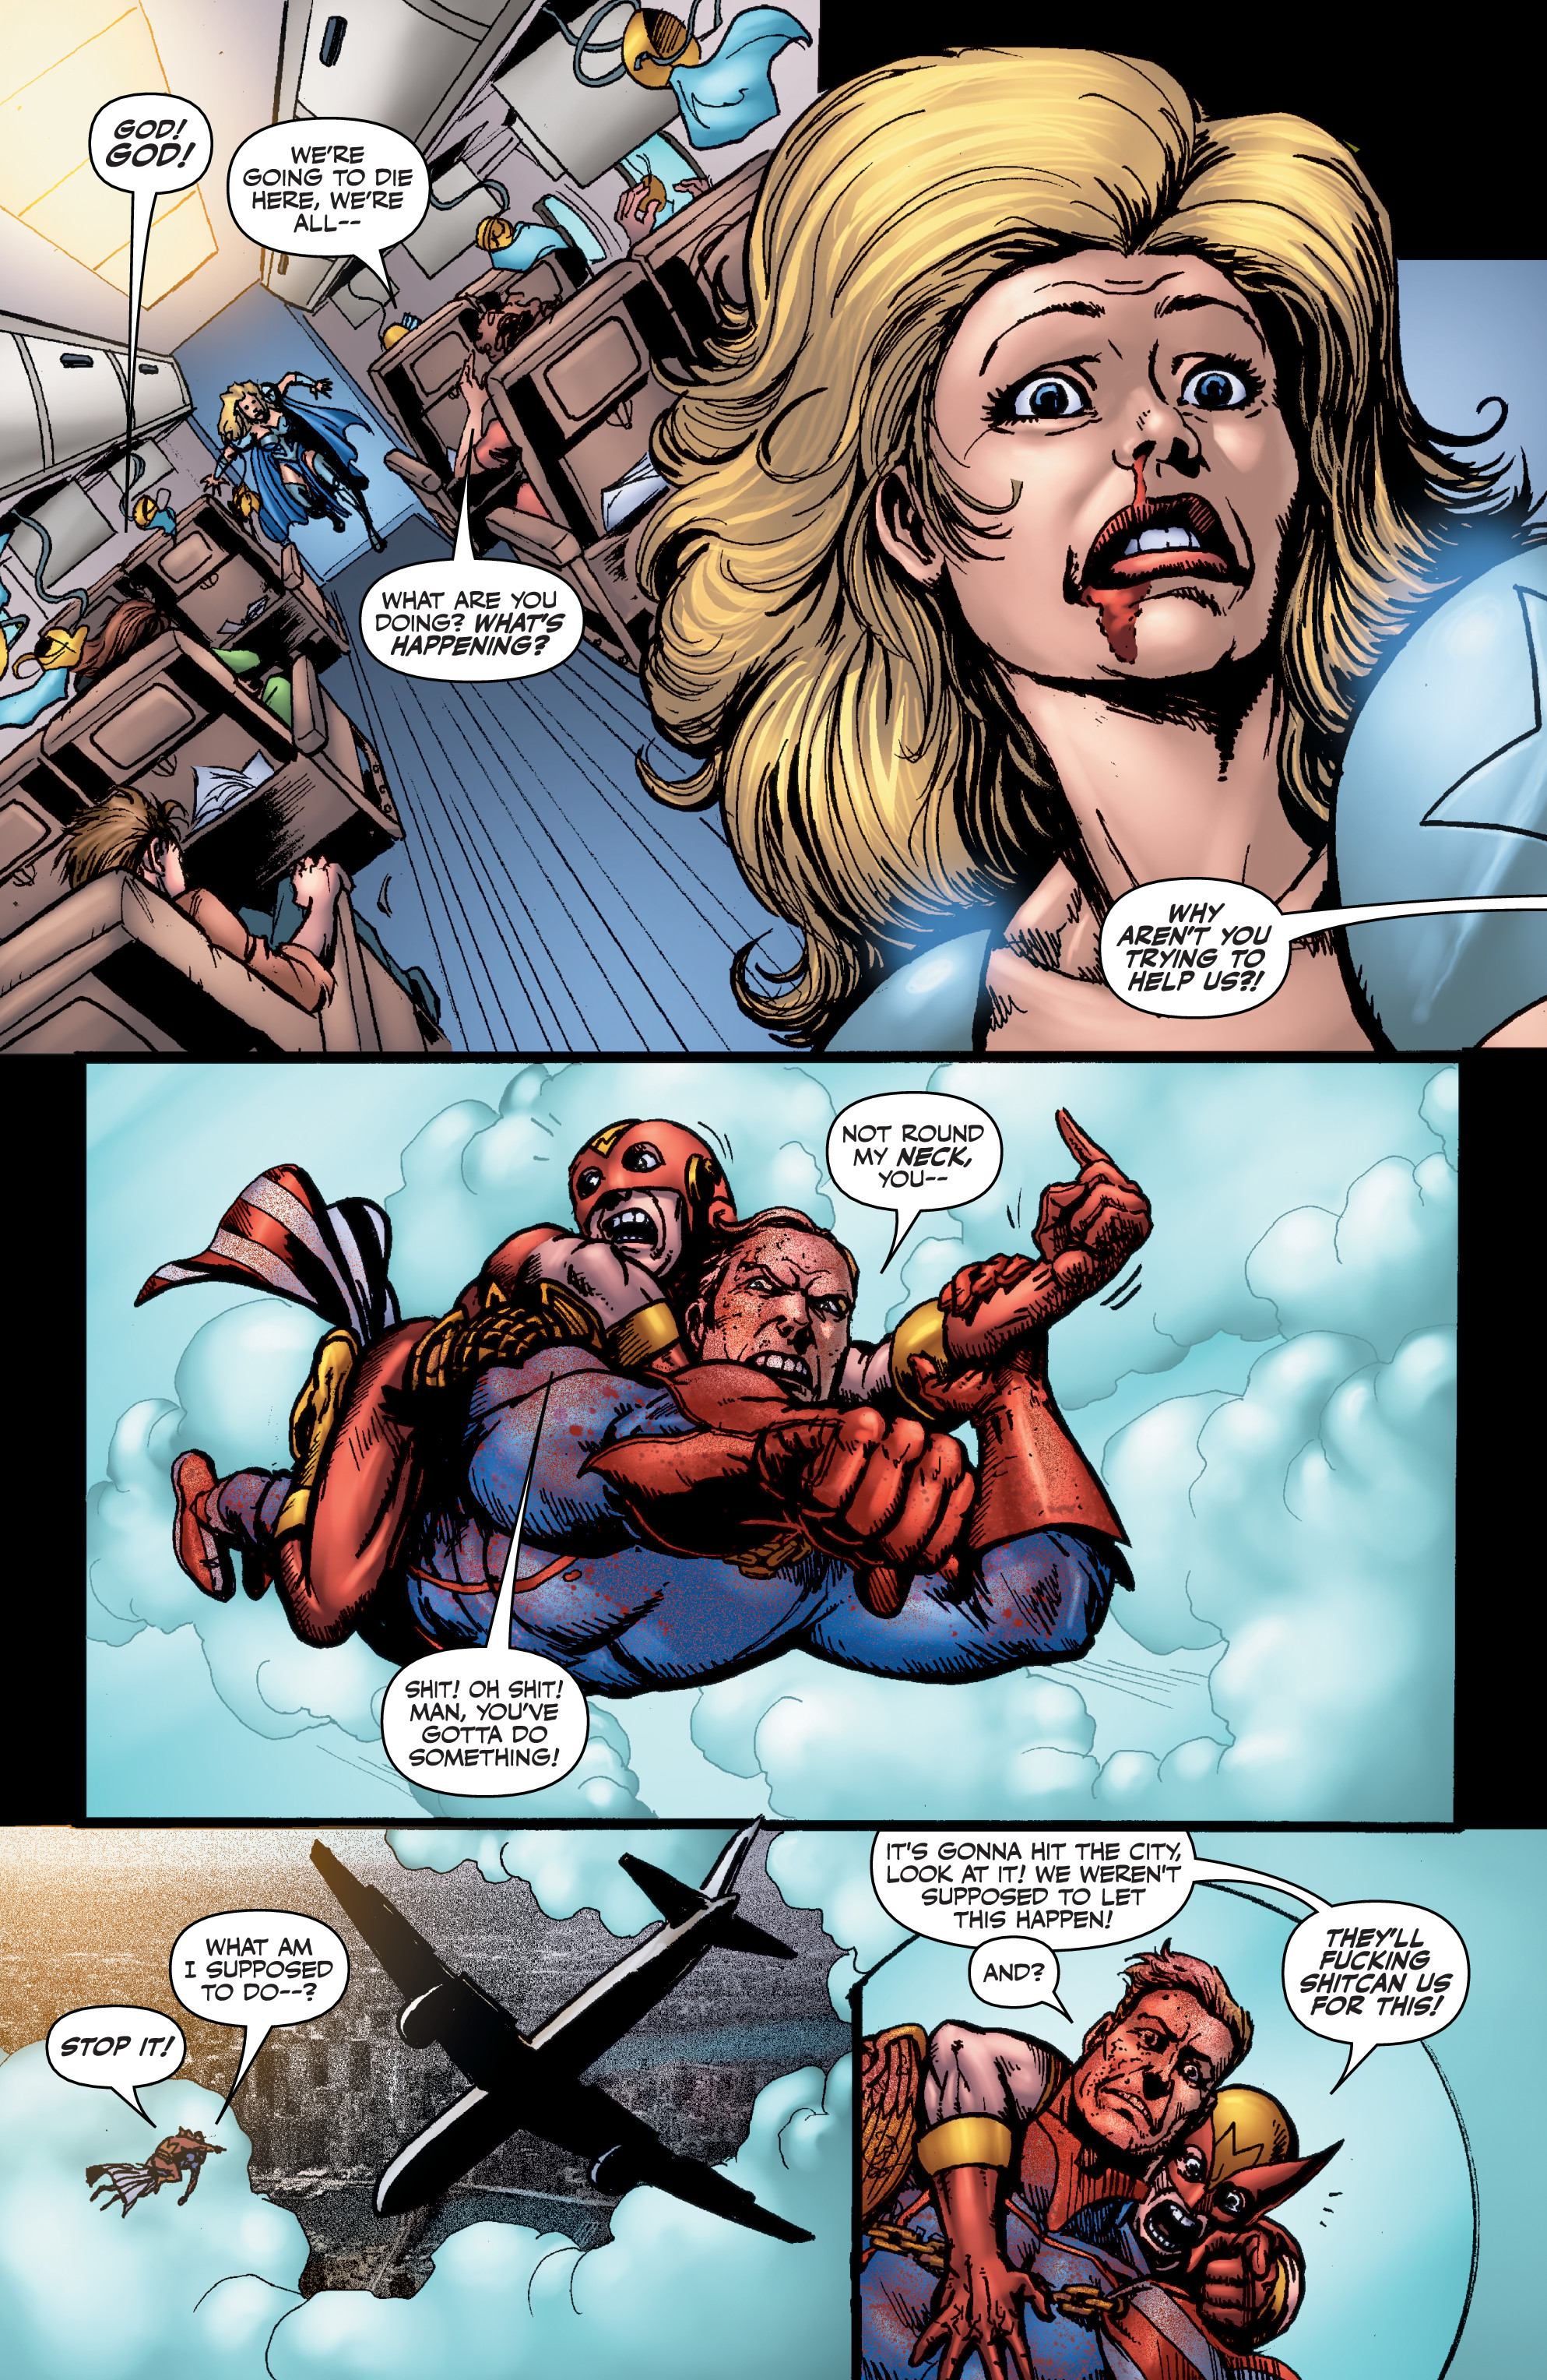 GOD!
GOD!
WE'RE
GOING TO DIE
HERE, WE'RE
ALL--
WHAT ARE YOU
DOING? WHAT'S
HAPPENING?
WHY
AREN'T YOU
TRYING TO
HELP US?!
NOT ROUND
MY NECK,
YOU--
SHIT! OH SHIT!
MAN, YOU'VE
GOTTA DO
SOMETHING!
STOP IT!
WHAT AM
I SUPPOSED
TO DO--?
IT'S GONNA HIT THE CITY,
LOOK AT IT! WE WEREN'T
SUPPOSED TO LET
THIS HAPPEN!
AND?
THEY'LL
FUCKING
SHITCAN US
FOR THIS!